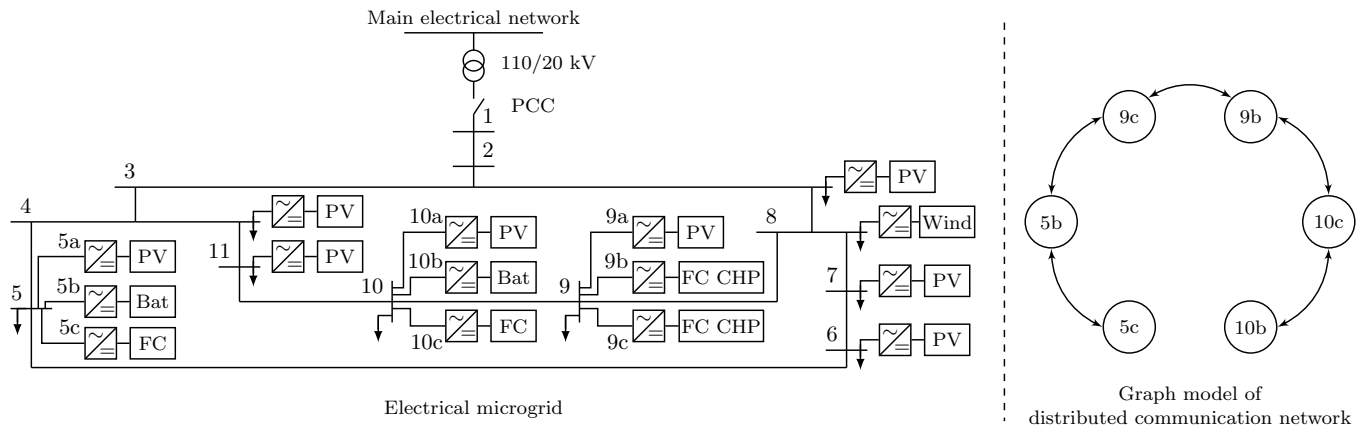 Main electrical network
110/20 kV
PCC
1
2
3
PV
4
PV
8
Wind
5a
PV
11
PV
10a
PV
9a
PV
5b
Bat
10
10b
Bat
9
9b
FC CHP
7
PV
5
5c
FC
10c
FC
9c
FC CHP
6
PV
Electrical microgrid
9c
9b
5b
10c
5c
10b
Graph model of
distributed communication network